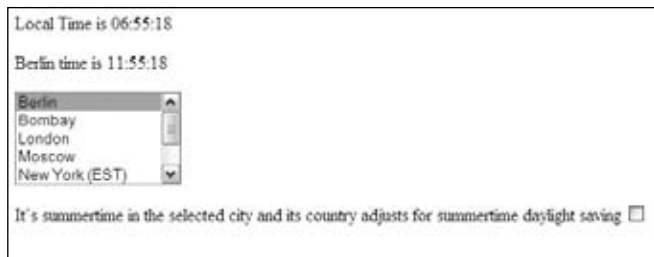 Local Time is 06:55:18
Berlin time is 11:55:18
Berlin
Bombay
London
Moscow
New York (EST)
It`s summertime in the selected city and its country adjusts for summertime daylight saving